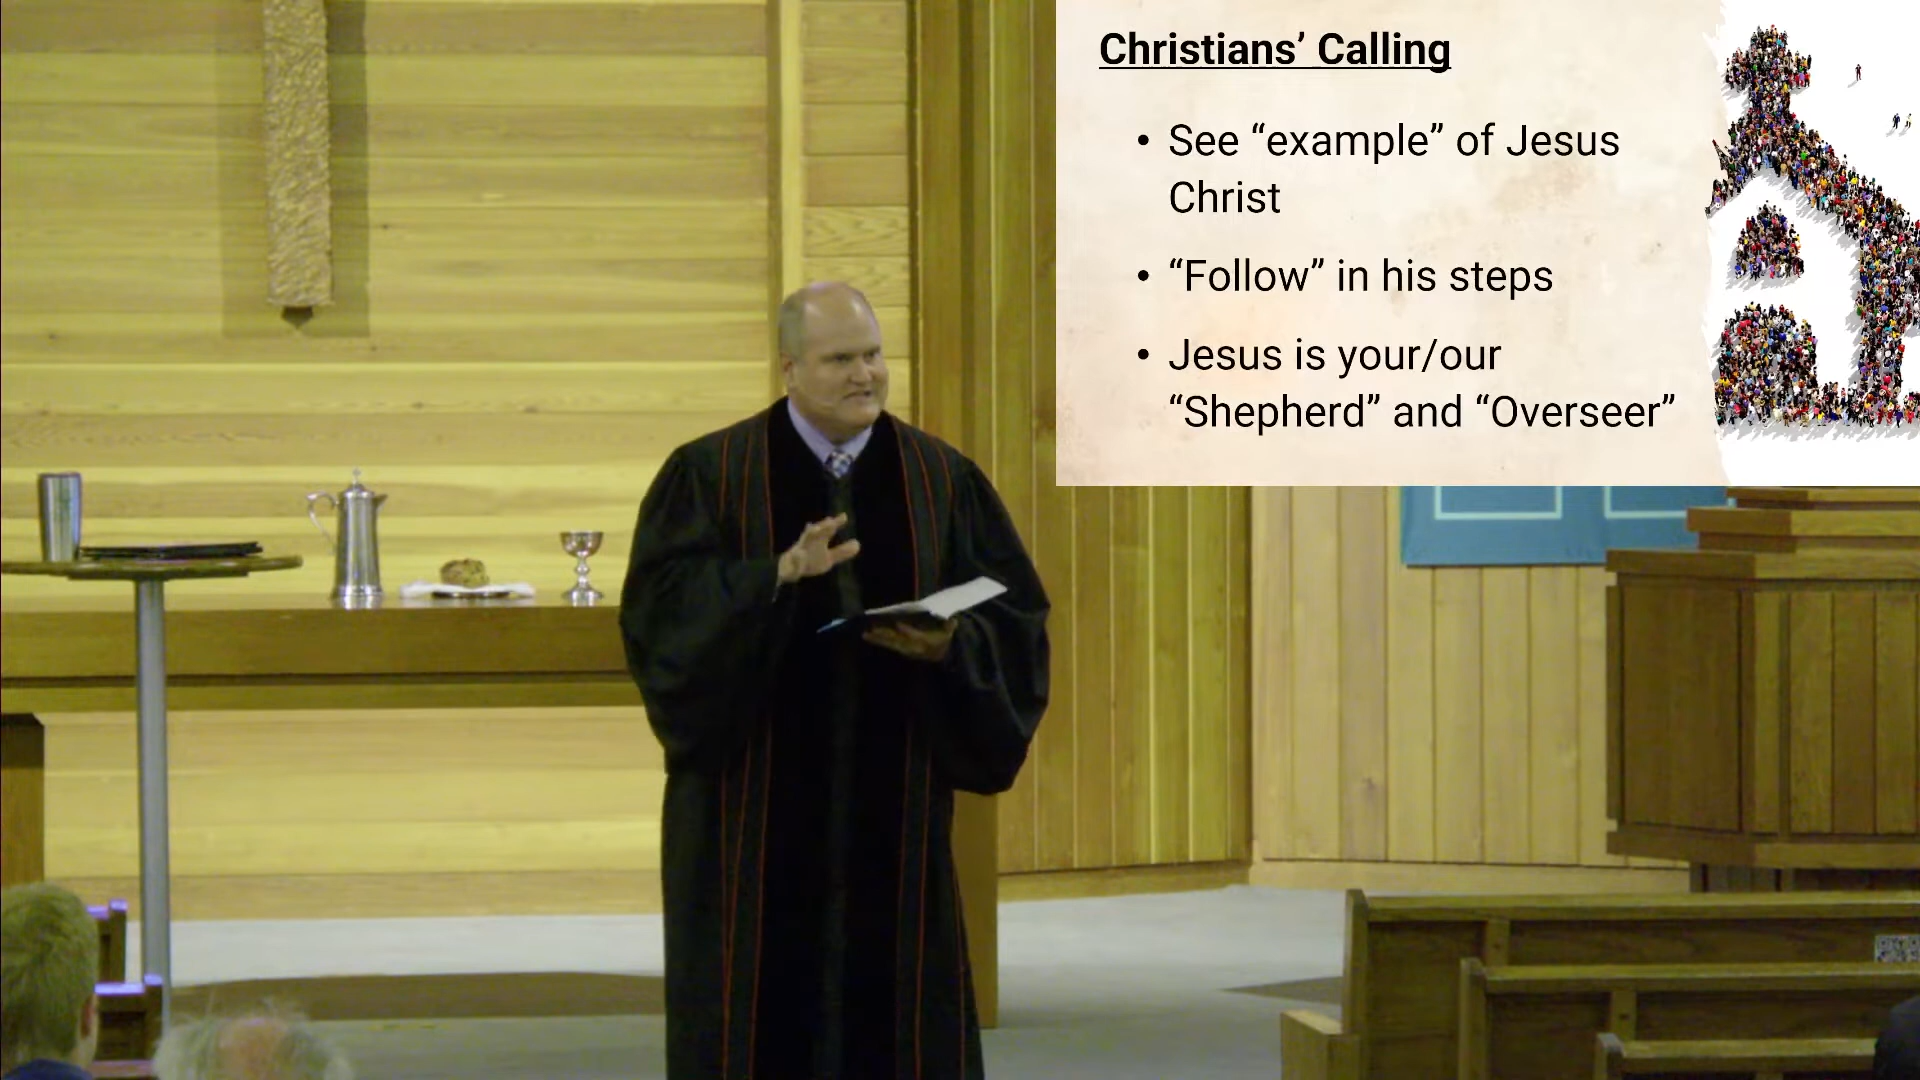 Christians’ Calling
• See “example” of Jesus
Christ
• “Follow” in his steps
• Jesus is your/our
“Shepherd” and “Overseer”